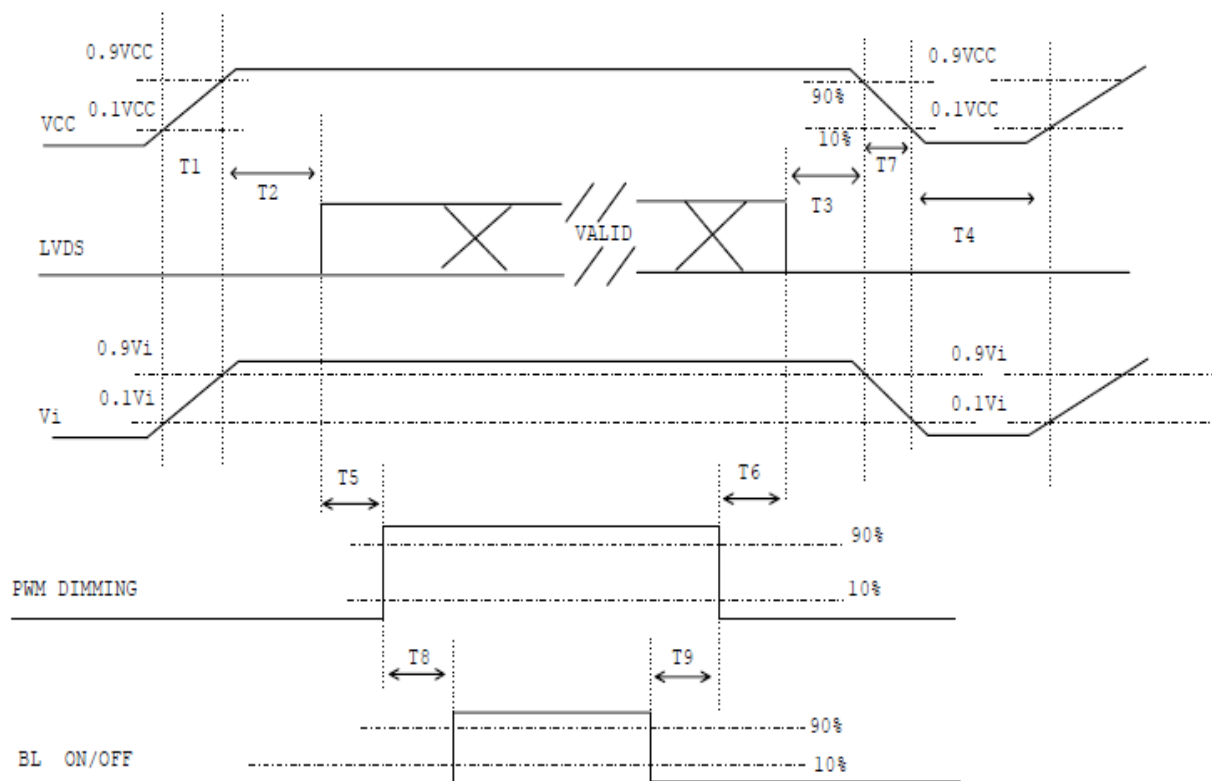 0.9VCC 0.9VCC
90%
0.1VCC 0.1VCC
VCC
10%
T1 T7
T2 T3
VALID T4
LVDS
0.9Vi 0.9Vi
0.1Vi 0.1Vi
Vi
T5 T6
90%
PWM DIMMING 10%
T8 T9
90%
BL ON/OFF 10%